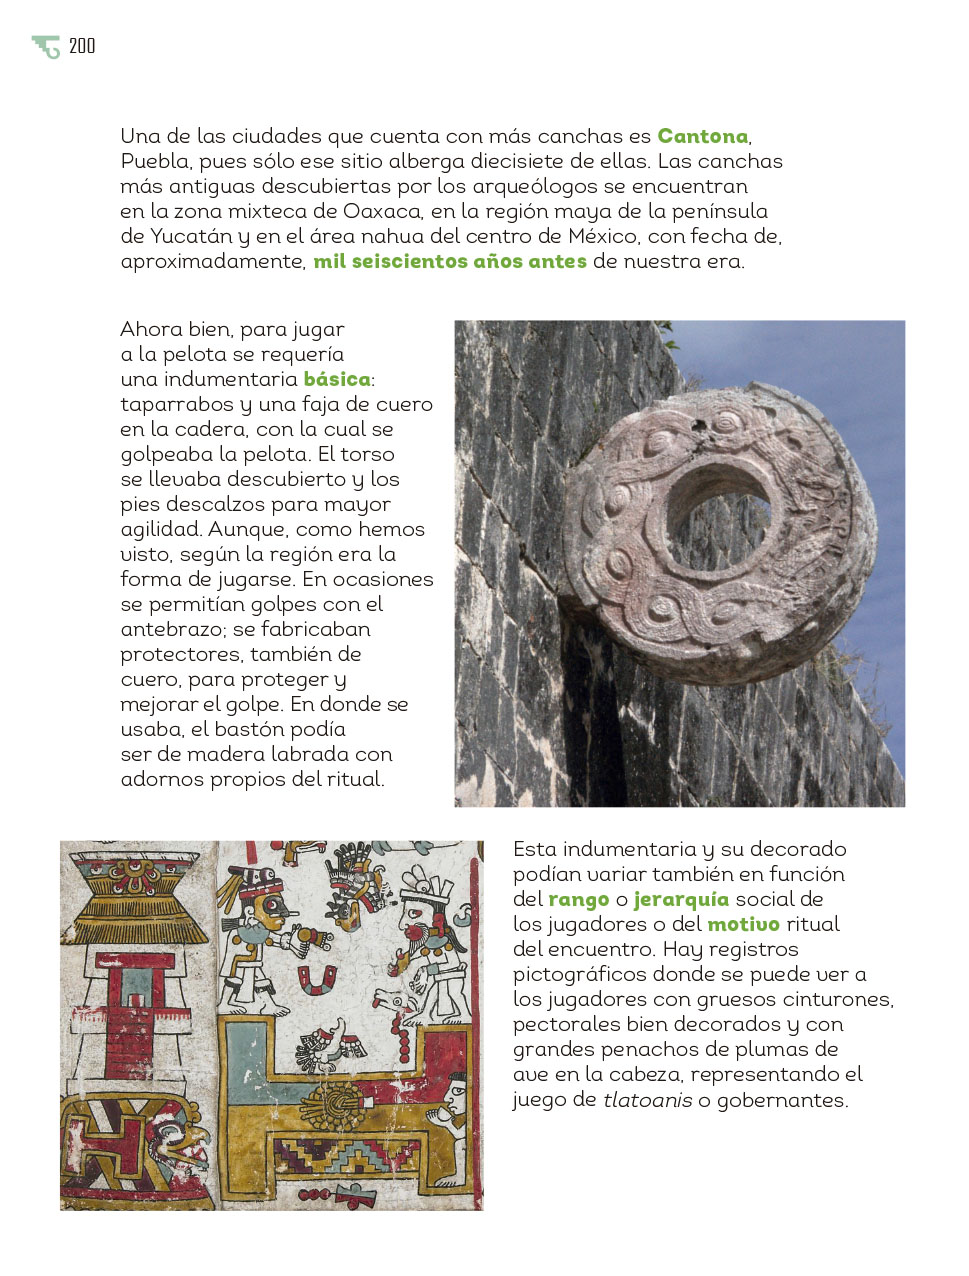 200
Una de las ciudades que cuenta con más canchas es Cantona,
Puebla, pues sólo ese sitio alberga diecisiete de ellas. Las canchas
más antiguas descubiertas por los arqueólogos se encuentran
en la zona mixteca de Oaxaca, en la región maya de la península
de Yucatán y en el área nahua del centro de México, con fecha de,
aproximadamente, mil seiscientos años antes de nuestra era.
Ahora bien, para jugar
a la pelota se requería
una indumentaria básica:
taparrabos y una faja de cuero
en la cadera, con la cual se
golpeaba la pelota. El torso
se llevaba descubierto y los
pies descalzos para mayor
agilidad. Aunque, como hemos
visto, según la región era la
forma de jugarse. En ocasiones
se permitían golpes con el
antebrazo; se fabricaban
protectores, también de
cuero, para proteger y
mejorar el golpe. En donde se
usaba, el bastón podía
ser de madera labrada con
adornos propios del ritual.
Esta indumentaria y su decorado
podían variar también en función
del rango o jerarquía social de
los jugadores o del motivo ritual
del encuentro. Hay registros
pictográficos donde se puede ver a
los jugadores con gruesos cinturones,
pectorales bien decorados y con
grandes penachos de plumas de
ave en la cabeza, representando el
juego de tlatoanis o gobernantes.